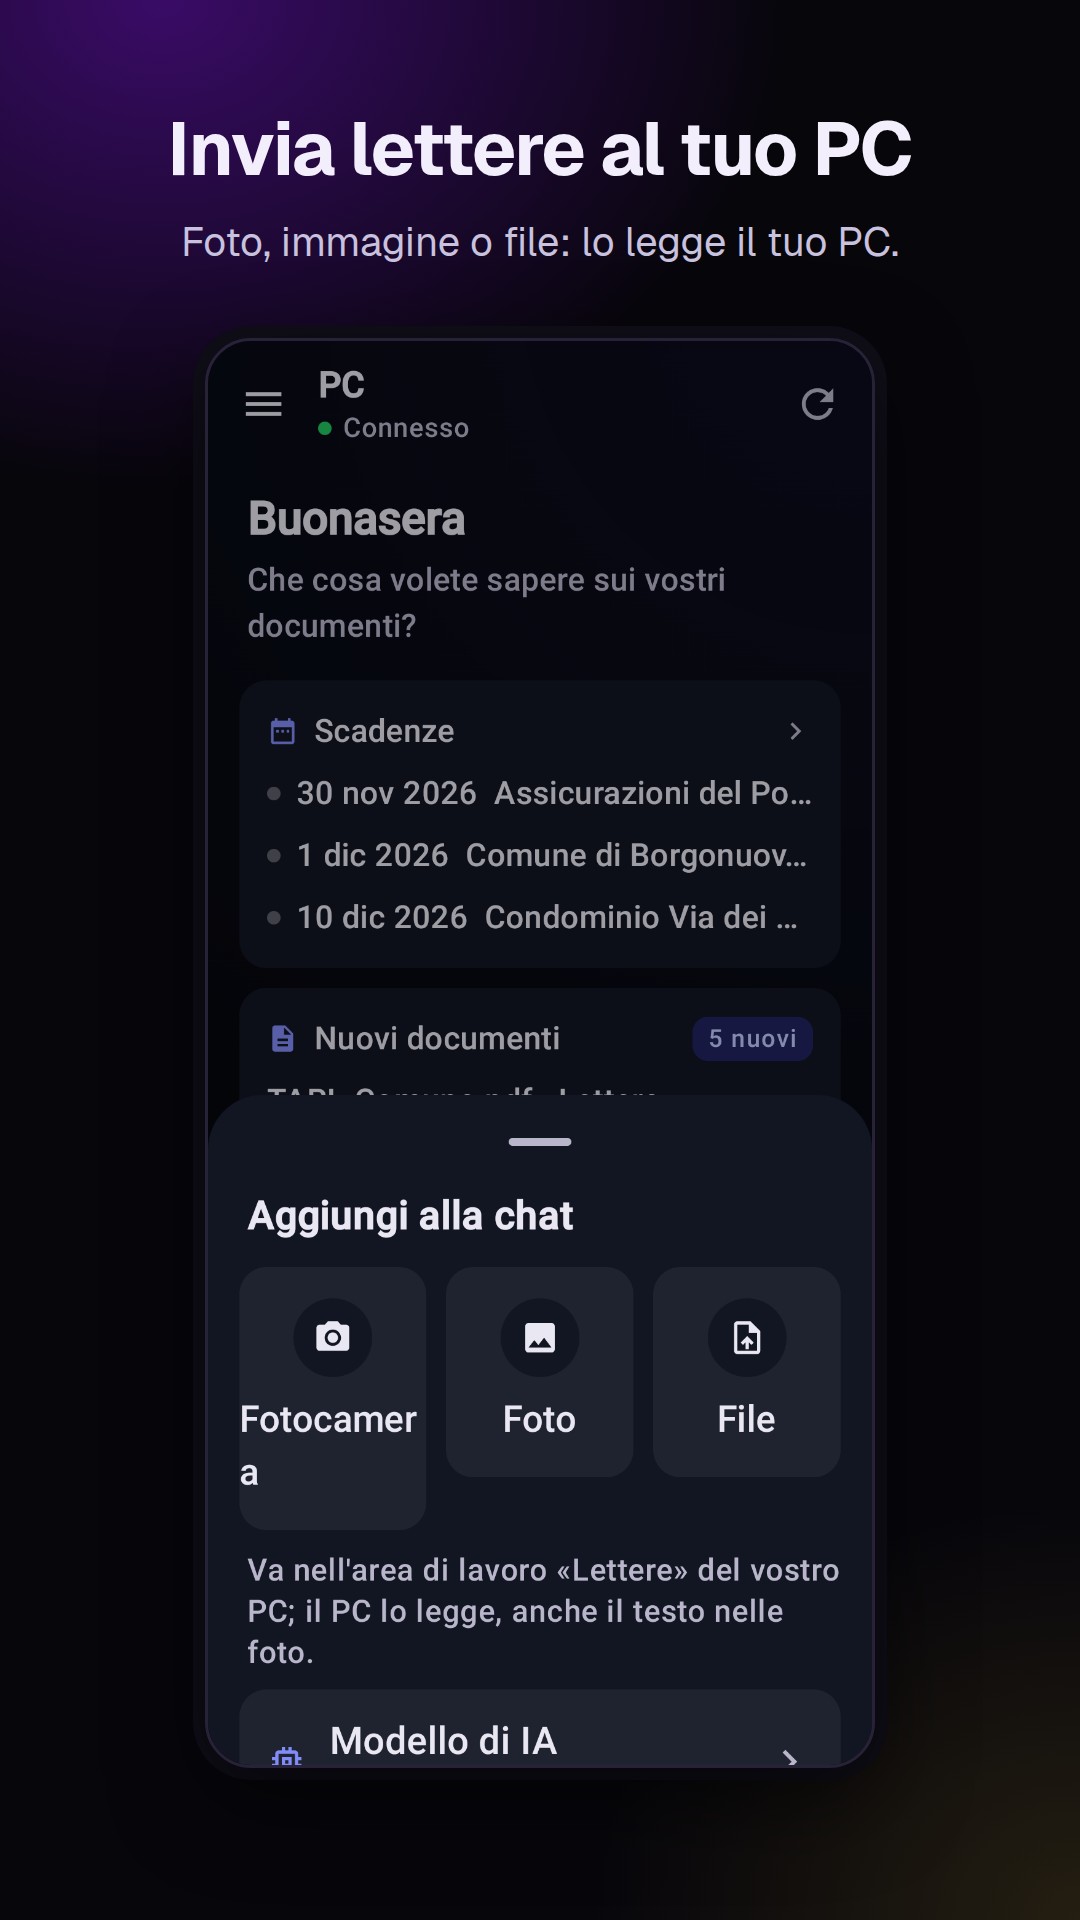 Invia lettere al tuo PC
Foto, immagine o file: lo legge il tuo PC.
PC
Connesso
Buonasera
Che cosa volete sapere sui vostri
documenti?
Scadenze
30 nov 2026 Assicurazioni del Po…
1 dic 2026 Comune di Borgonuov…
10 dic 2026 Condominio Via dei …
Nuovi documenti
5 nuovi
Aggiungi alla chat
Fotocamer
a
Foto
File
Va nell'area di lavoro «Lettere» del vostro
PC; il PC lo legge, anche il testo nelle
foto.
Modello di IA